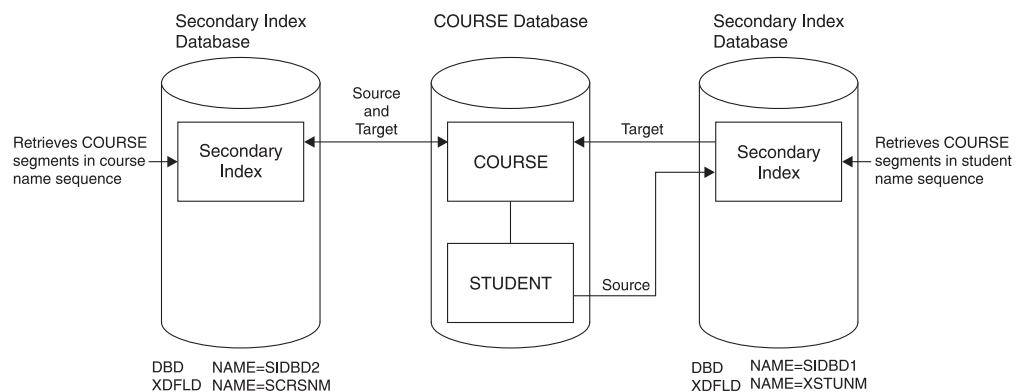 Secondary Index
Database
COURSE Database
Secondary Index
Database
Source
and
Target
Target
Retrieves COURSE
segments in course
name sequence
Secondary
Index
COURSE
Secondary
Index
Retrieves COURSE
segments in student
name sequence
STUDENT
Source
DBD NAME=SIDBD2
XDFLD NAME=SCRSNM
DBD NAME=SIDBD1
XDFLD NAME=XSTUNM